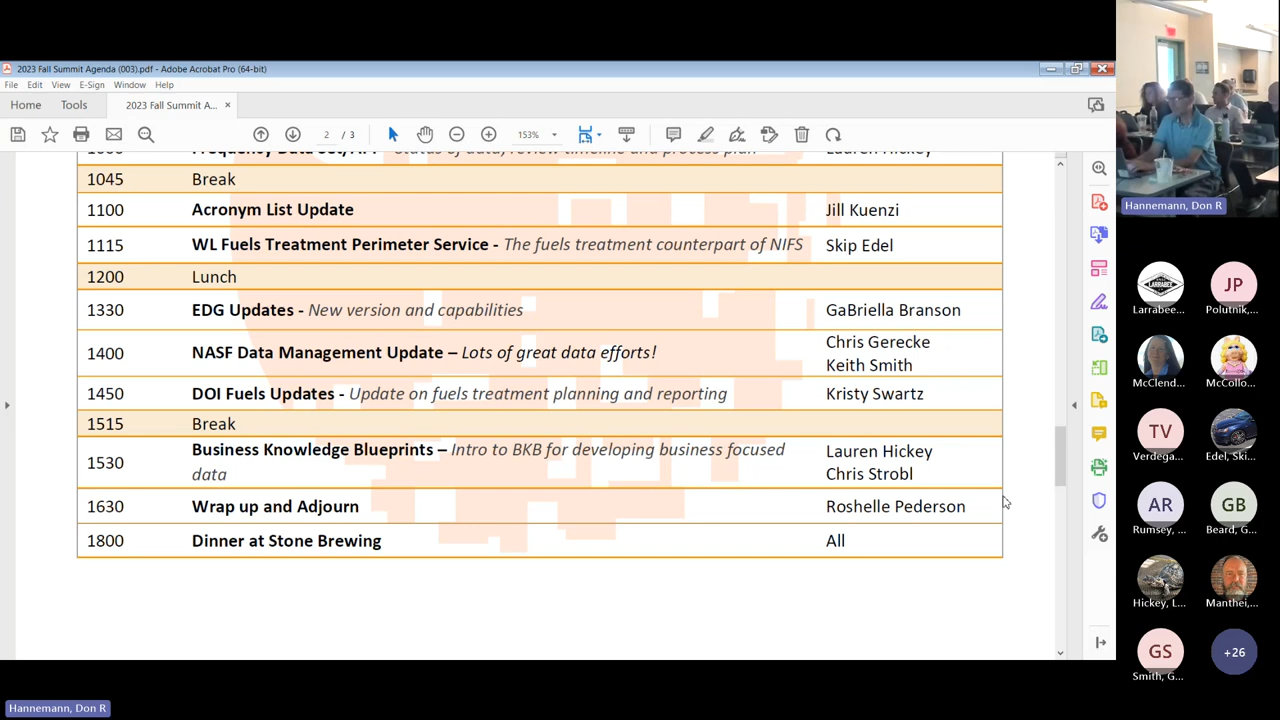 2023 Fall Summit Agenda (003).pdf - Adobe Acrobat Pro (64-bit)
File Edit View E-Sign Window Help
Home Tools 2023 Fall Summit A... ×
2 / 3 153%
Lauren Hickey
1045 Break
1100 Acronym List Update Jill Kuenzi
1115 WL Fuels Treatment Perimeter Service - The fuels treatment counterpart of NIFS Skip Edel
1200 Lunch
1330 EDG Updates - New version and capabilities GaBriella Branson
1400 NASF Data Management Update – Lots of great data efforts! Chris Gerecke
Keith Smith
1450 DOI Fuels Updates - Update on fuels treatment planning and reporting Kristy Swartz
1515 Break
1530 Business Knowledge Blueprints – Intro to BKB for developing business focused Lauren Hickey
data Chris Strobl
1630 Wrap up and Adjourn Roshelle Pederson
1800 Dinner at Stone Brewing All
Hannemann, Don R
LARRABEE
JP
Larrabee... Polutnik,...
McClend... McCollo...
TV
Verdega... Edel, Ski...
AR GB
Rumsey, ... Beard, G...
Hickey, L... Manthei,...
GS +26
Smith, G...
Hannemann, Don R